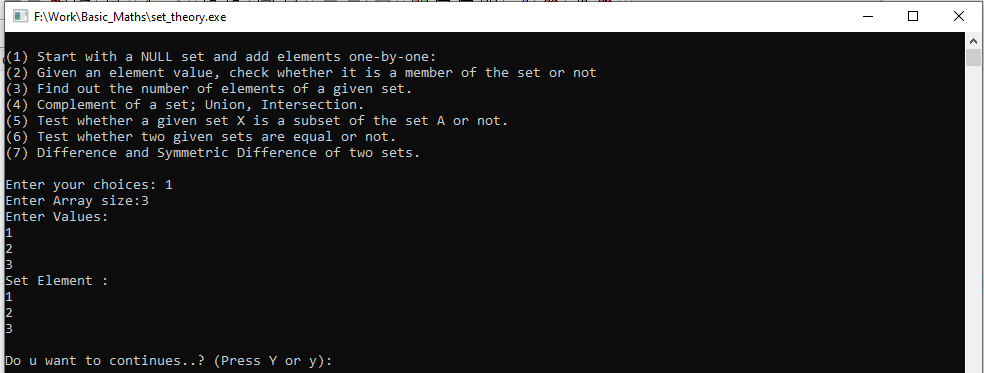 F:\Work\Basic_Maths\set_theory.exe
(1) Start with a NULL set and add elements one-by-one:
(2) Given an element value, check whether it is a member of the set or not
(3) Find out the number of elements of a given set.
(4) Complement of a set; Union, Intersection.
(5) Test whether a given set X is a subset of the set A or not.
(6) Test whether two given sets are equal or not.
(7) Difference and Symmetric Difference of two sets.
Enter your choices: 1
Enter Array size:3
Enter Values:
1
2
3
Set Element :
1
2
3
Do u want to continues..? (Press Y or y):